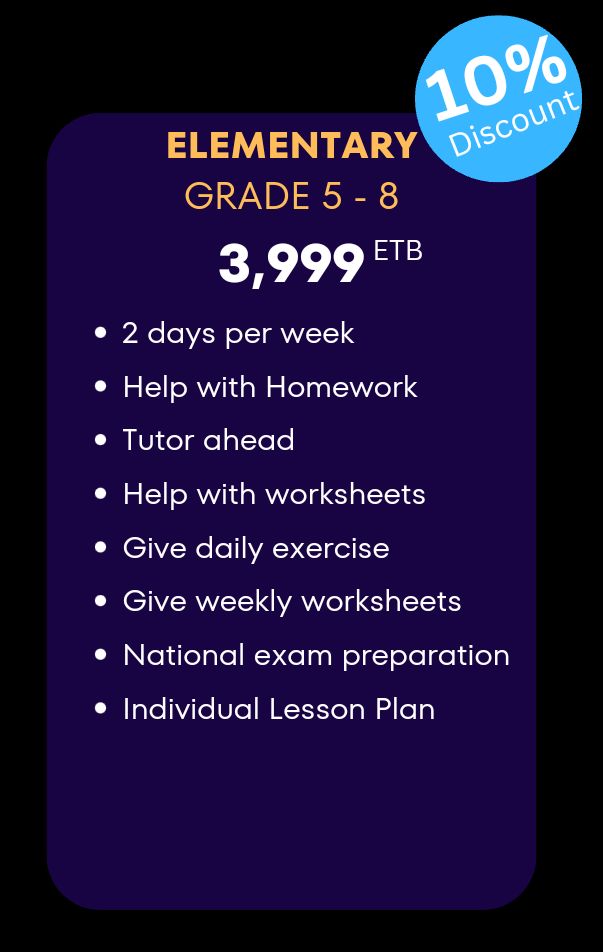 10%
Discount
ELEMENTARY
GRADE 5 - 8
3,999 ETB
• 2 days per week
• Help with Homework
• Tutor ahead
• Help with worksheets
• Give daily exercise
• Give weekly worksheets
• National exam preparation
• Individual Lesson Plan